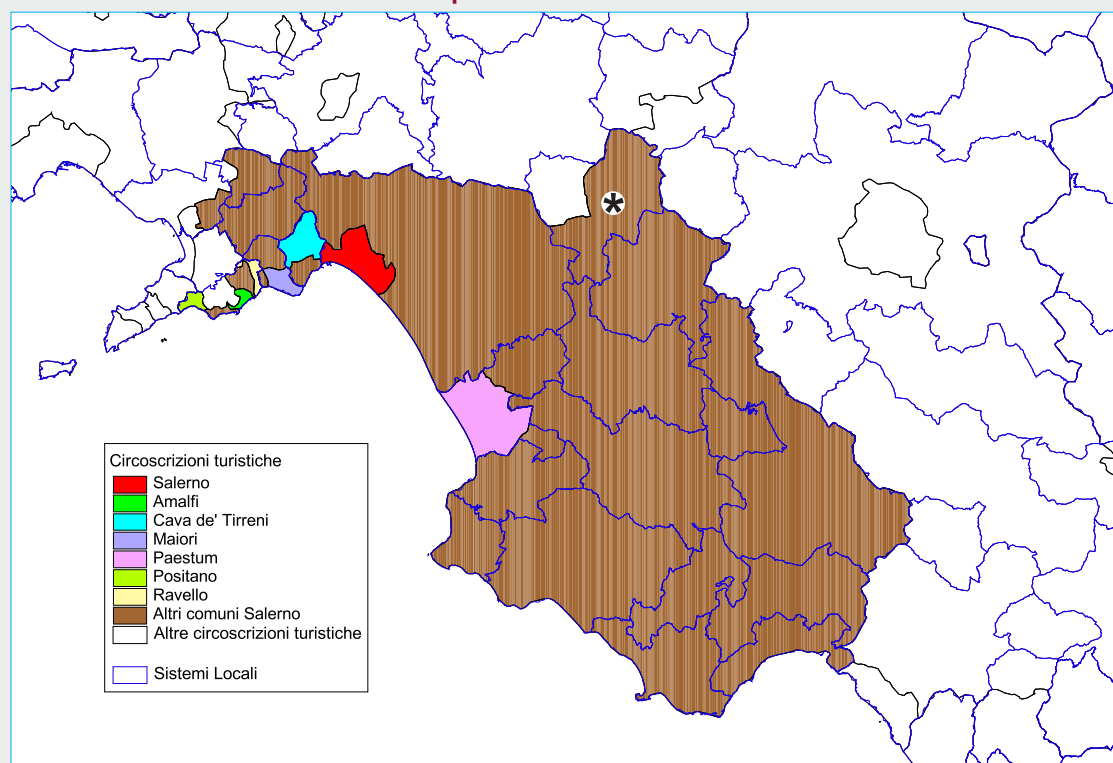 *
Circoscrizioni turistiche
Salerno
Amalfi
Cava de' Tirreni
Maiori
Paestum
Positano
Ravello
Altri comuni Salerno
Altre circoscrizioni turistiche
Sistemi Locali